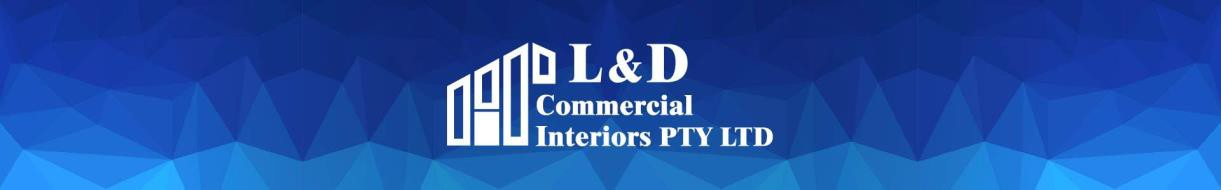 L&D
Commercial
Interiors PTY LTD